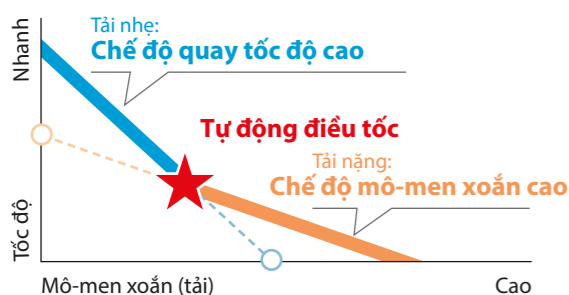 Nhanh
Tải nhẹ:
Chế độ quay tốc độ cao
Tự động điều tốc
Tải nặng:
Chế độ mô-men xoắn cao
Tốc độ
Mô-men xoắn (tải)
Cao